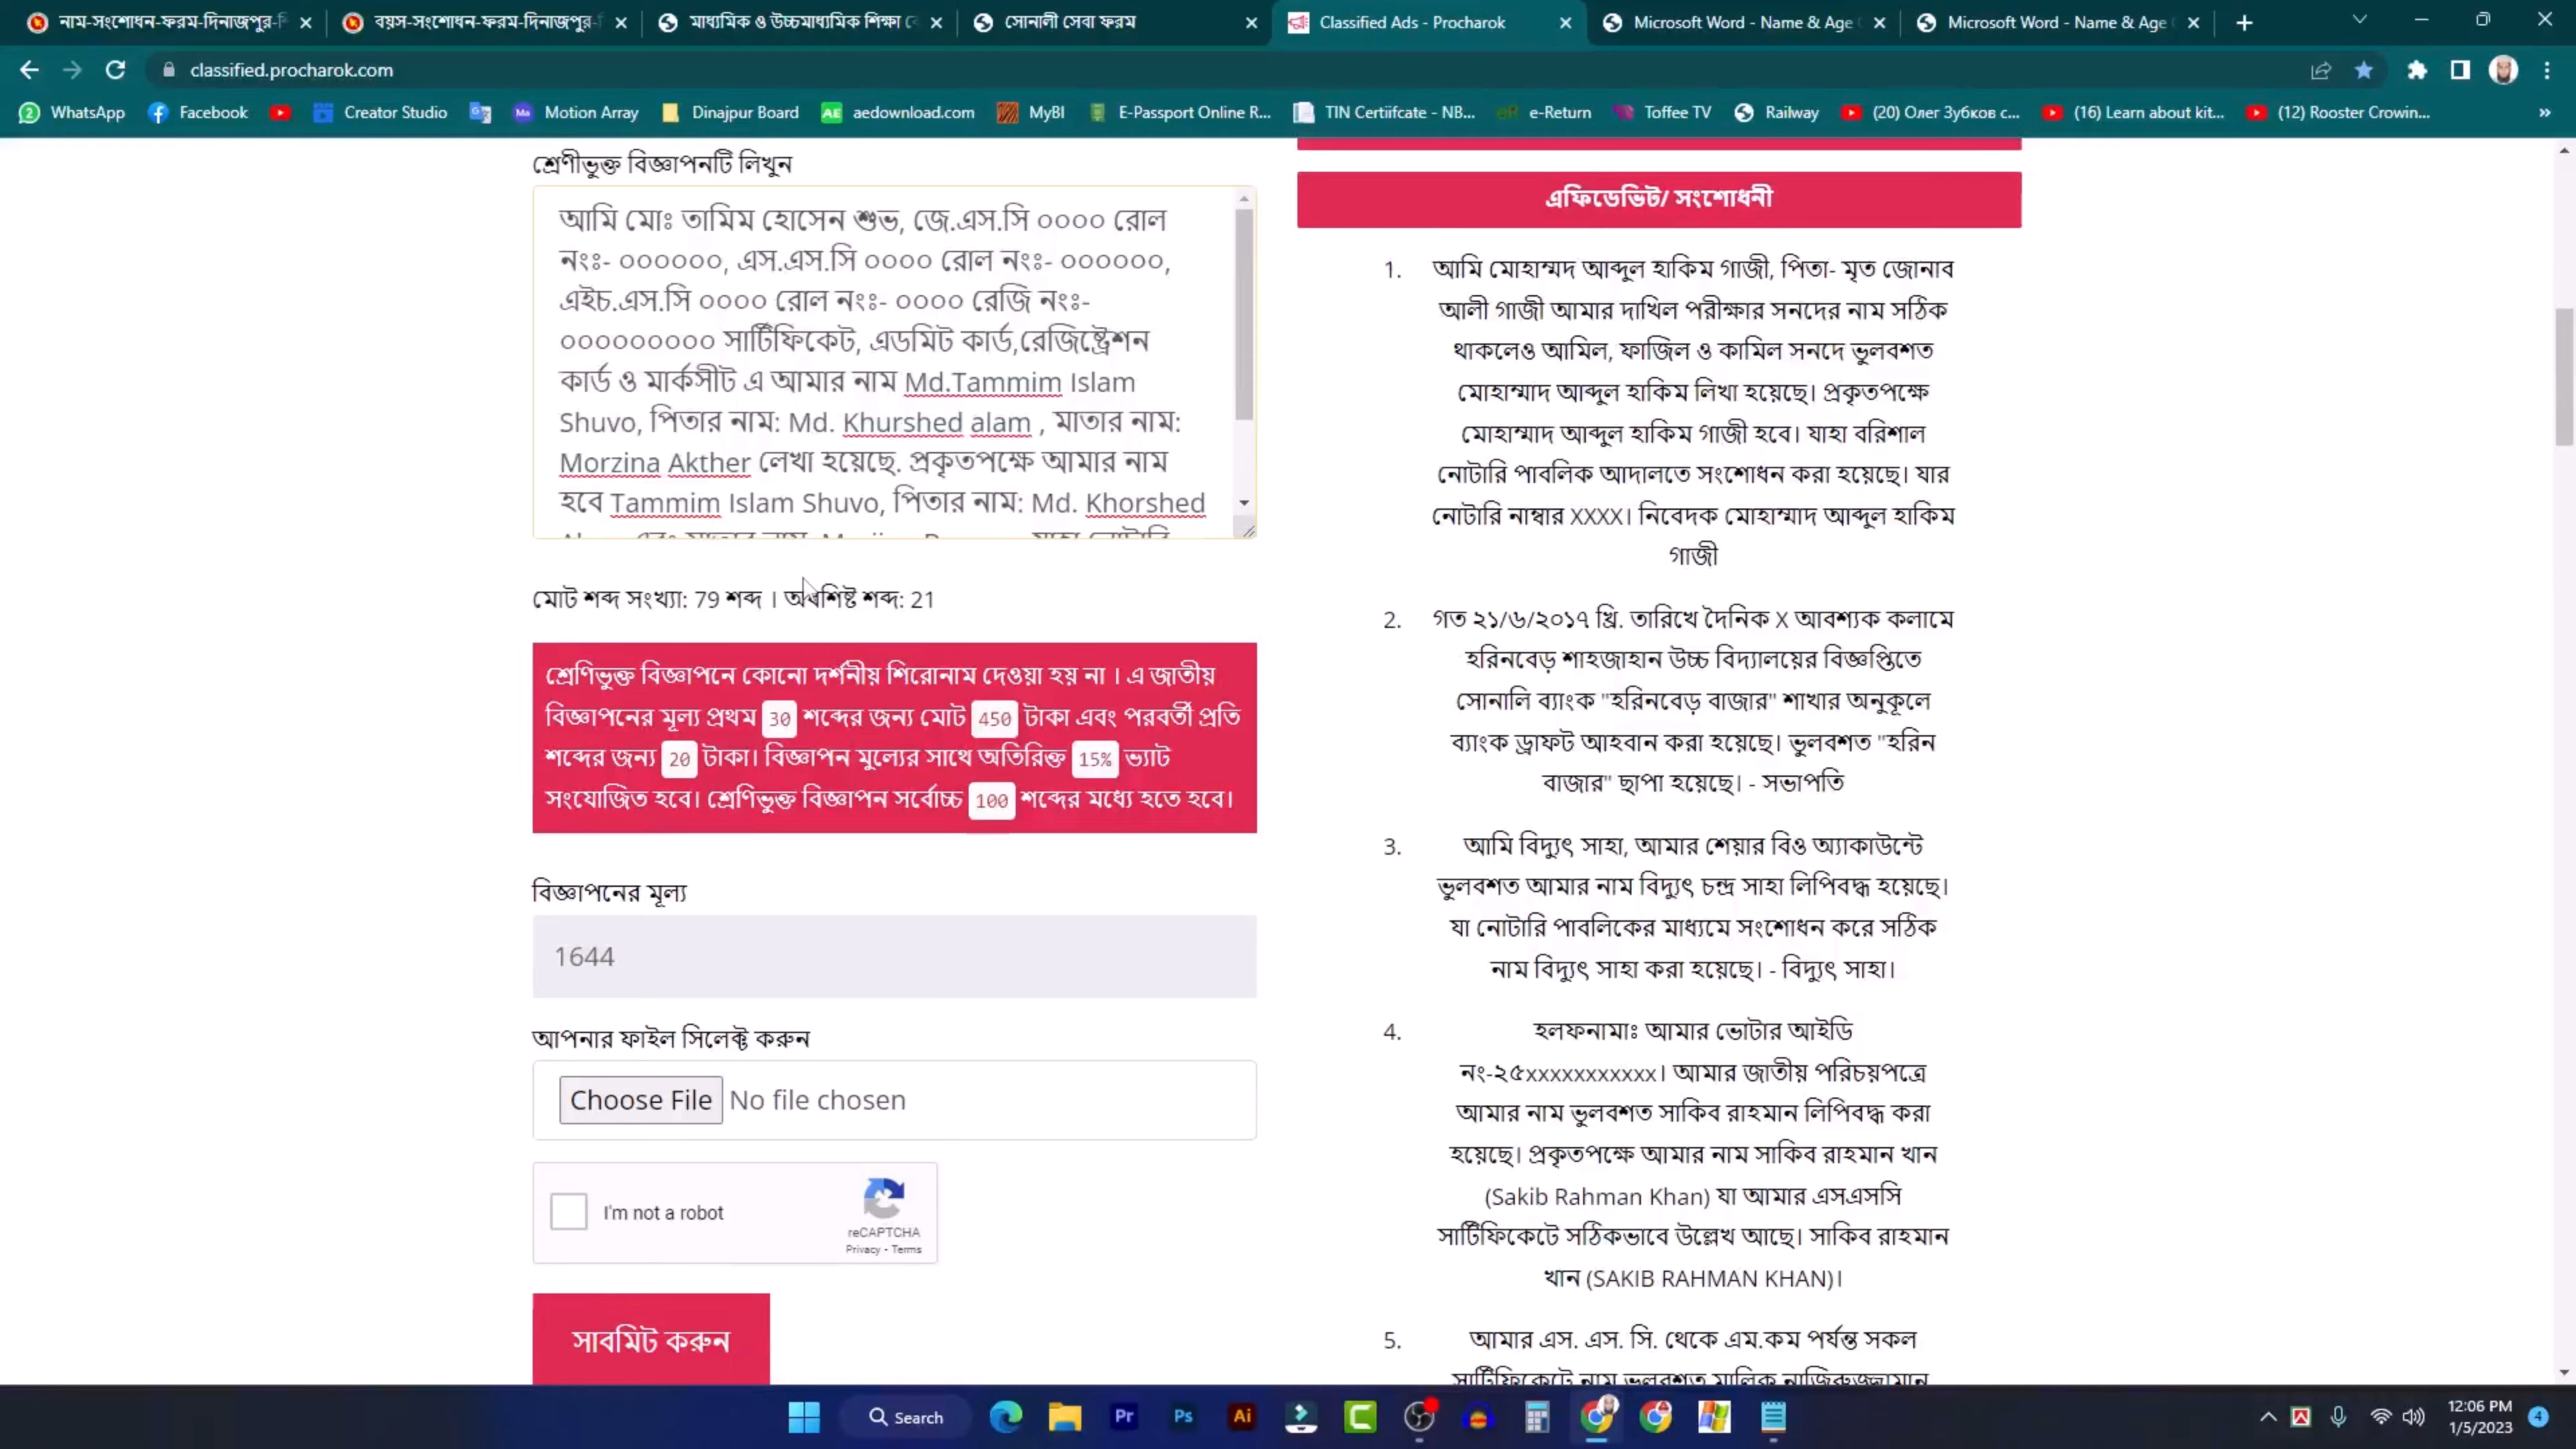 নাম-সংশোধন-ফরম-দিনাজপুর-ি
বয়স-সংশোধন-ফরম-দিনাজপুর-ি
মাধ্যমিক ও উচ্চমাধ্যমিক শিক্ষা বে
সোনালী সেবা ফরম
Classified Ads - Procharok
Microsoft Word - Name & Age
Microsoft Word - Name & Age
classified.procharok.com
WhatsApp
Facebook
Creator Studio
Motion Array
Dinajpur Board
aedownload.com
MyBl
E-Passport Online R...
TIN Certiifcate - NB...
e-Return
Toffee TV
Railway
(20) Олег Зубков с...
(16) Learn about kit...
(12) Rooster Crowin...
শ্রেণীভুক্ত বিজ্ঞাপনটি লিখুন
আমি মোঃ তামিম হোসেন শুভ, জে.এস.সি ০০০০ রোল
নংঃ- ০০০০০০, এস.এস.সি ০০০০ রোল নংঃ- ০০০০০০,
এইচ.এস.সি ০০০০ রোল নংঃ- ০০০০ রেজি নংঃ-
০০০০০০০০০ সার্টিফিকেট, এডমিট কার্ড,রেজিষ্ট্রেশন
কার্ড ও মার্কসীট এ আমার নাম Md.Tammim Islam
Shuvo, পিতার নাম: Md. Khurshed alam , মাতার নাম:
Morzina Akther লেখা হয়েছে. প্রকৃতপক্ষে আমার নাম
হবে Tammim Islam Shuvo, পিতার নাম: Md. Khorshed
মোট শব্দ সংখ্যা: 79 শব্দ । অবশিষ্ট শব্দ: 21
শ্রেণিভুক্ত বিজ্ঞাপনে কোনো দর্শনীয় শিরোনাম দেওয়া হয় না । এ জাতীয়
বিজ্ঞাপনের মূল্য প্রথম 30 শব্দের জন্য মোট 450 টাকা এবং পরবর্তী প্রতি
শব্দের জন্য 20 টাকা। বিজ্ঞাপন মুল্যের সাথে অতিরিক্ত 15% ভ্যাট
সংযোজিত হবে। শ্রেণিভুক্ত বিজ্ঞাপন সর্বোচ্চ 100 শব্দের মধ্যে হতে হবে।
বিজ্ঞাপনের মূল্য
1644
আপনার ফাইল সিলেক্ট করুন
Choose File No file chosen
I'm not a robot
reCAPTCHA
Privacy - Terms
সাবমিট করুন
এফিডেভিট/ সংশোধনী
1. আমি মোহাম্মদ আব্দুল হাকিম গাজী, পিতা- মৃত জোনাব
আলী গাজী আমার দাখিল পরীক্ষার সনদের নাম সঠিক
থাকলেও আমিল, ফাজিল ও কামিল সনদে ভুলবশত
মোহাম্মাদ আব্দুল হাকিম লিখা হয়েছে। প্রকৃতপক্ষে
মোহাম্মাদ আব্দুল হাকিম গাজী হবে। যাহা বরিশাল
নোটারি পাবলিক আদালতে সংশোধন করা হয়েছে। যার
নোটারি নাম্বার XXXX। নিবেদক মোহাম্মাদ আব্দুল হাকিম
গাজী
2. গত ২১/৬/২০১৭ খ্রি. তারিখে দৈনিক X আবশ্যক কলামে
হরিনবেড় শাহজাহান উচ্চ বিদ্যালয়ের বিজ্ঞপ্তিতে
সোনালি ব্যাংক "হরিনবেড় বাজার" শাখার অনুকূলে
ব্যাংক ড্রাফট আহবান করা হয়েছে। ভুলবশত "হরিন
বাজার" ছাপা হয়েছে। - সভাপতি
3. আমি বিদ্যুৎ সাহা, আমার শেয়ার বিও অ্যাকাউন্টে
ভুলবশত আমার নাম বিদ্যুৎ চন্দ্র সাহা লিপিবদ্ধ হয়েছে।
যা নোটারি পাবলিকের মাধ্যমে সংশোধন করে সঠিক
নাম বিদ্যুৎ সাহা করা হয়েছে। - বিদ্যুৎ সাহা।
4. হলফনামাঃ আমার ভোটার আইডি
নং-২৫xxxxxxxxxxx। আমার জাতীয় পরিচয়পত্রে
আমার নাম ভুলবশত সাকিব রাহমান লিপিবদ্ধ করা
হয়েছে। প্রকৃতপক্ষে আমার নাম সাকিব রাহমান খান
(Sakib Rahman Khan) যা আমার এসএসসি
সার্টিফিকেটে সঠিকভাবে উল্লেখ আছে। সাকিব রাহমান
খান (SAKIB RAHMAN KHAN)।
5. আমার এস. এস. সি. থেকে এম.কম পর্যন্ত সকল
সার্টিফিকেটে নাম ভুলবশত মালিক নাজিরুজ্জামান
Search
12:06 PM
1/5/2023
4